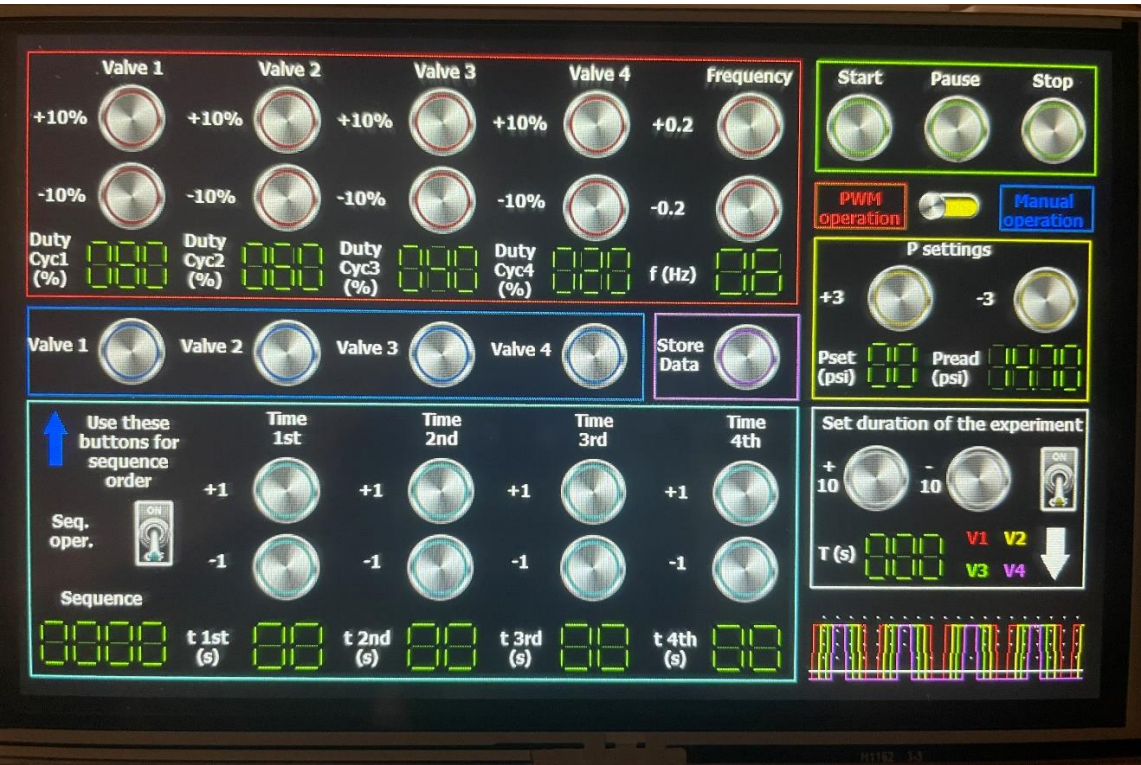 Valve 1
Valve 2
Valve 3
Valve 4
Frequency
+10%
+10%
+10%
+10%
+0.2
-10%
-10%
-10%
-10%
-0.2
Duty
Cyc1
(%)
Duty
Cyc2
(%)
Duty
Cyc3
(%)
Duty
Cyc4
(%)
f (Hz)
Start
Pause
Stop
PWM
operation
Manual
operation
P settings
+3
-3
Pset
(psi)
Pread
(psi)
Valve 1
Valve 2
Valve 3
Valve 4
Store
Data
Use these
buttons for
sequence
order
Time
1st
Time
2nd
Time
3rd
Time
4th
+1
+1
+1
+1
Seq.
oper.
ON
-1
-1
-1
-1
Sequence
t 1st
(s)
t 2nd
(s)
t 3rd
(s)
t 4th
(s)
Set duration of the experiment
+
10
-
10
ON
T (s)
V1 V2
V3 V4